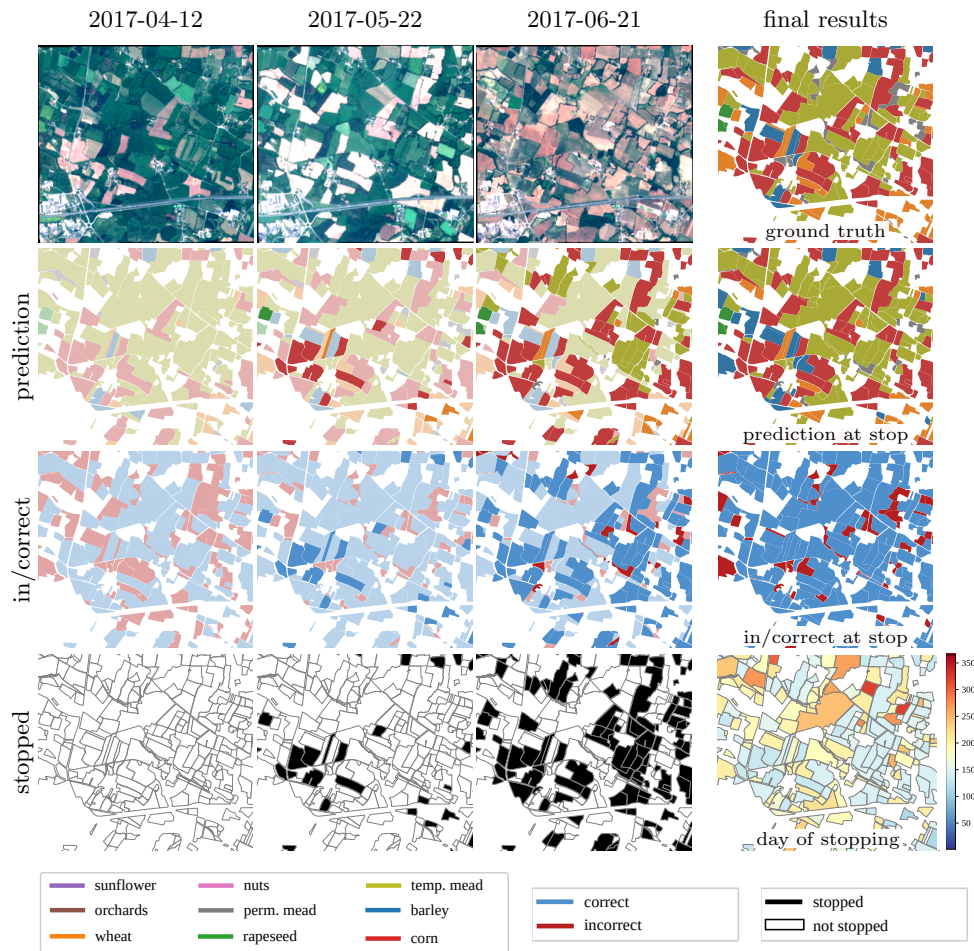 2017-04-12 2017-05-22 2017-06-21 final results
ground truth
prediction
prediction at stop
in/correct
in/correct at stop
stopped
350
300
250
200
150
100
50
day of stopping
sunflower nuts temp. mead
orchards perm. mead barley
wheat rapeseed corn
correct
incorrect
stopped
not stopped